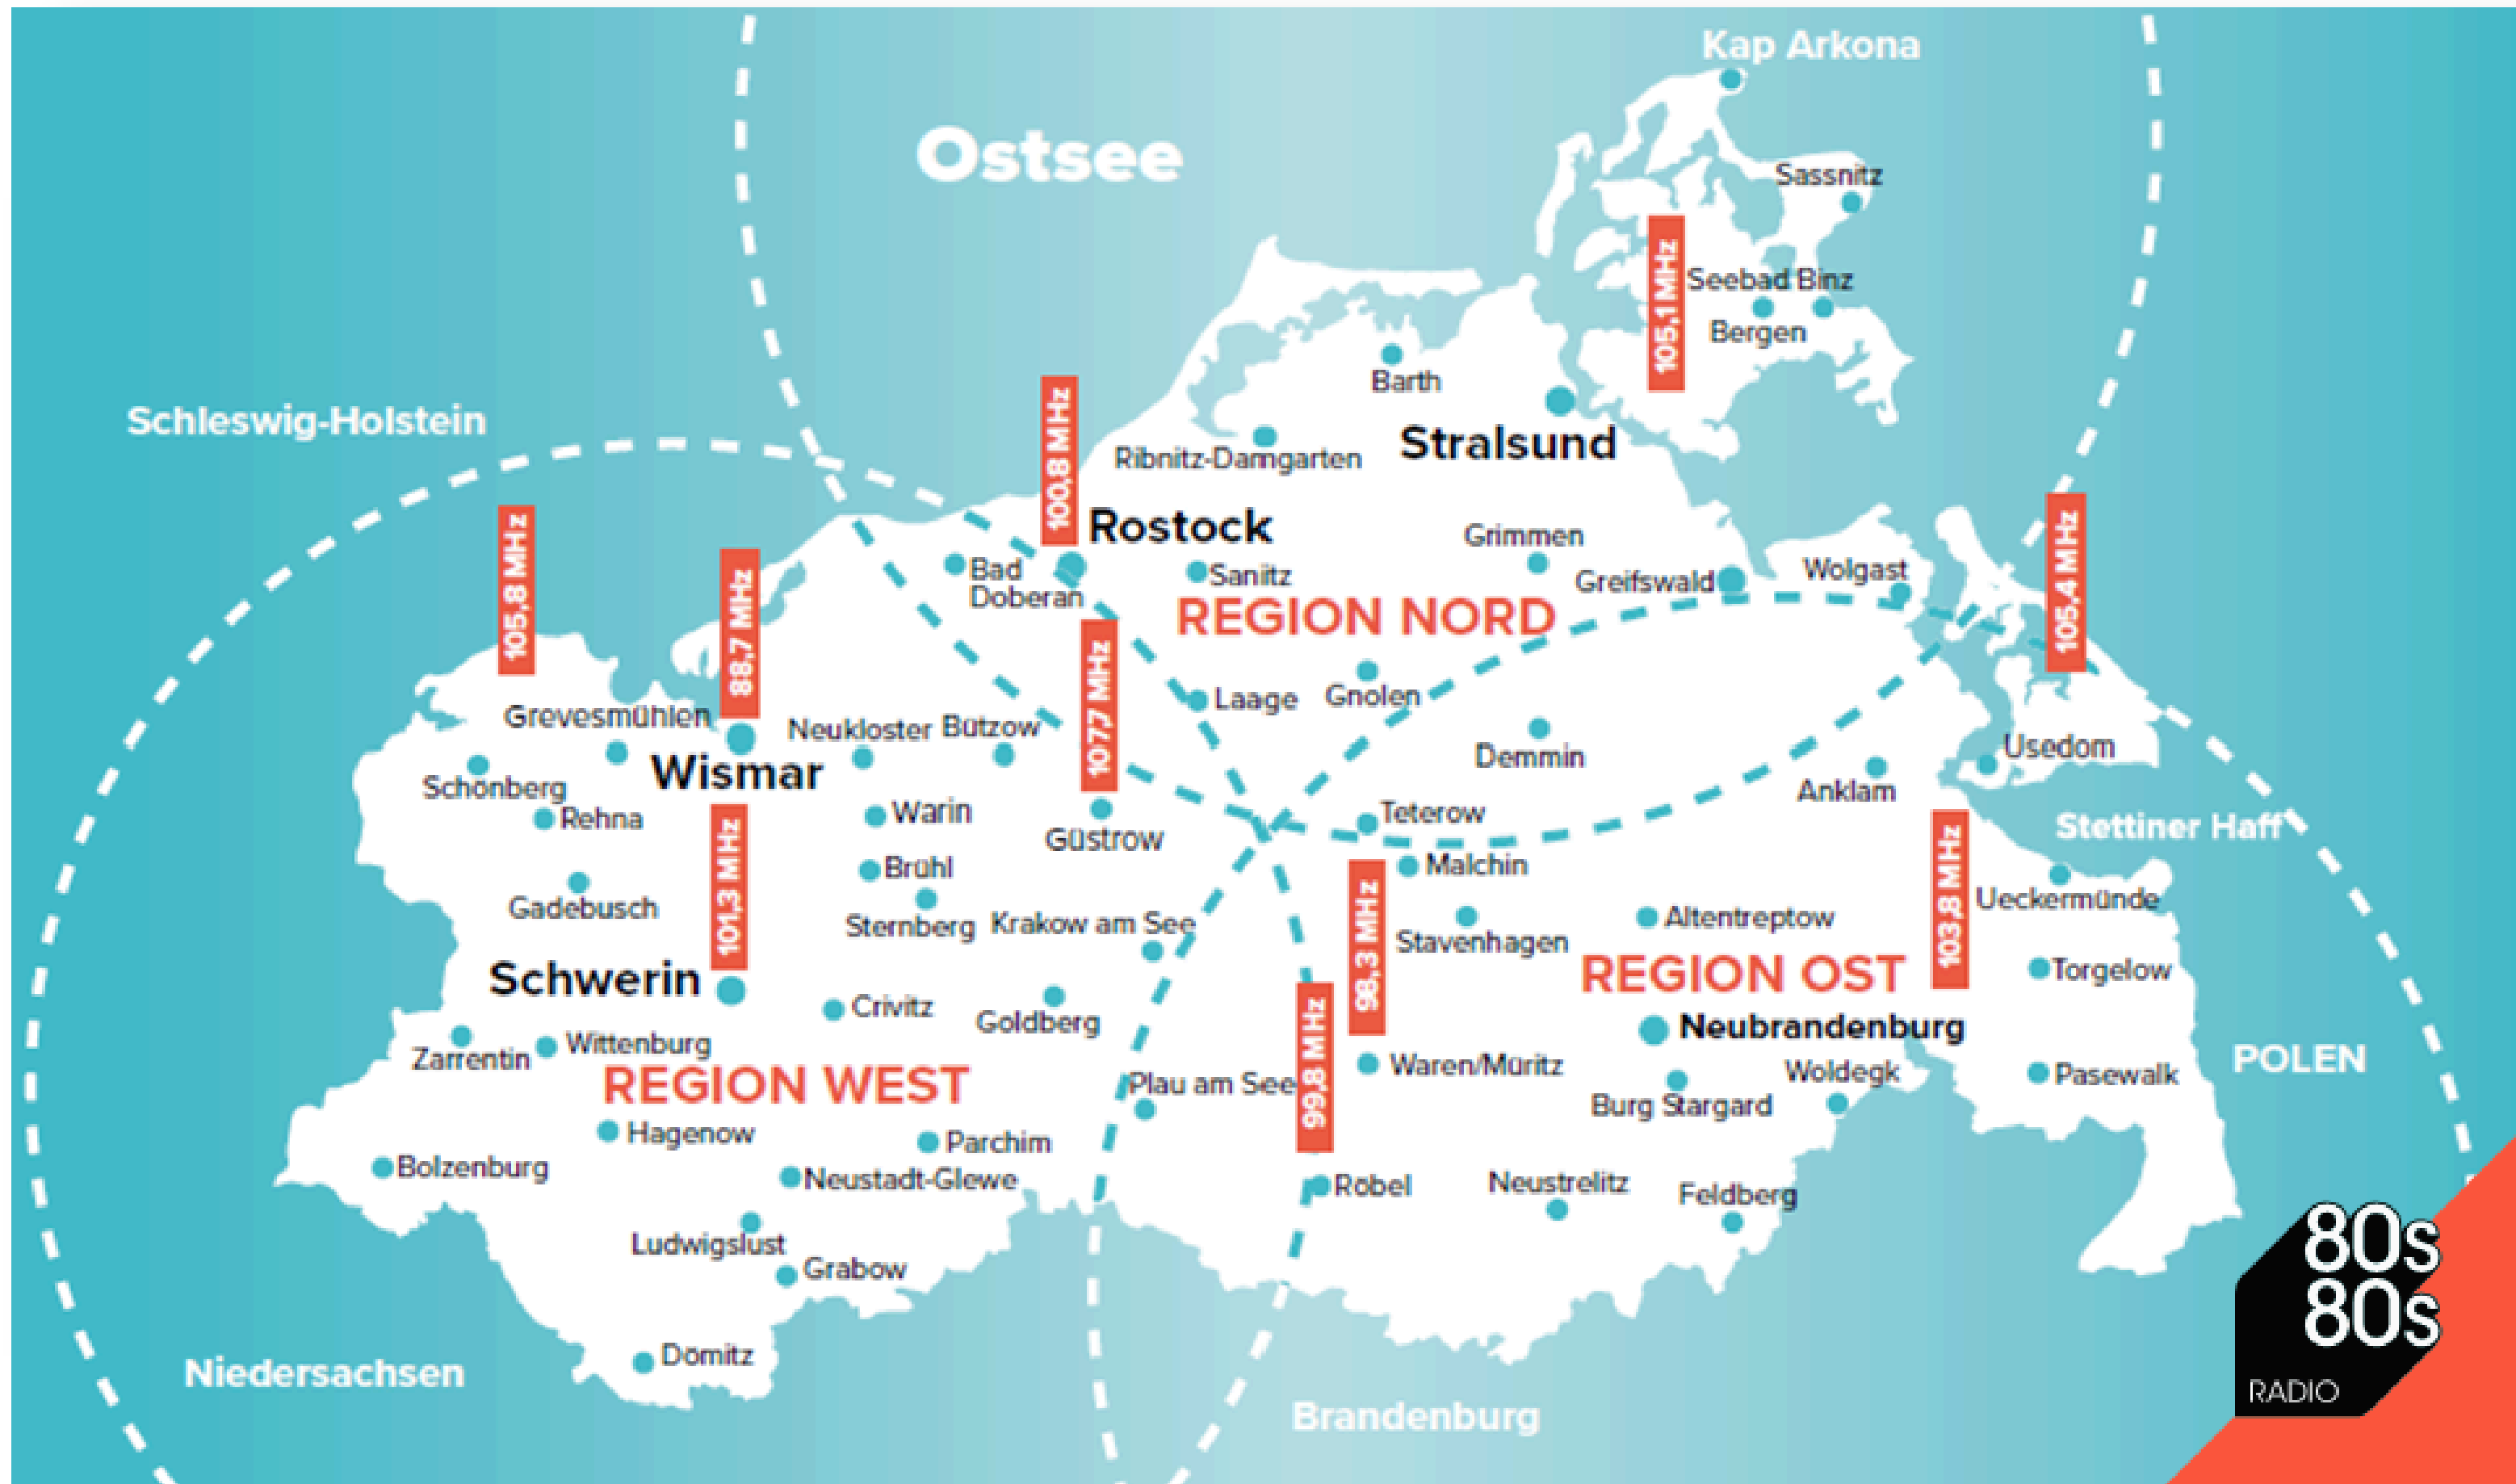 Kap Arkona
Ostsee
Sassnitz
105,1 MHz
Seebad Binz
Bergen
Barth
Schleswig-Holstein
100,8 MHz
Stralsund
Ribnitz-Damgarten
105,8 MHz
Rostock
105,4 MHz
Grimmen
88,7 MHz
Bad
Doberan
Sanitz
Greifswald
Wolgast
REGION NORD
107,7 MHz
Laage
Gnolen
Grevesmühlen
Neukloster
Bützow
Usedom
Demmin
Wismar
Schönberg
Anklam
Rehna
Warin
Teterow
Stettiner Haff
Güstrow
101,3 MHz
103,8 MHz
Brühl
Malchin
98,3 MHz
Gadebusch
Sternberg
Krakow am See
Ueckermünde
Altentreptow
Stavenhagen
Schwerin
REGION OST
Torgelow
Crivitz
Goldberg
99,8 MHz
Neubrandenburg
Zarrentin
Wittenburg
POLEN
Waren/Müritz
Woldegk
Pasewalk
REGION WEST
Plau am See
Burg Stargard
Hagenow
Parchim
Bolzenburg
Neustadt-Glewe
Röbel
Neustrelitz
Feldberg
Ludwigslust
Grabow
80s
80s
RADIO
Dömitz
Niedersachsen
Brandenburg